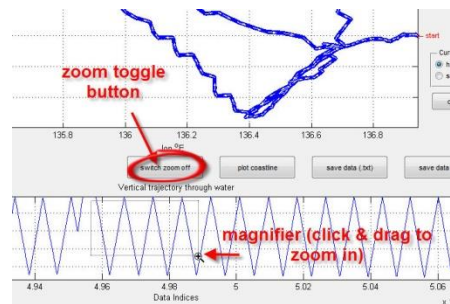 start
zoom toggle
button
Cur
h
s
135.8 136 136.2 136.4 136.6 136.8
lon °E
switch zoom off
plot coastline
save data (.txt)
save data
Vertical trajectory through water
magnifier (click & drag to
zoom in)
4.94 4.96 4.98 5 5.02 5.04 5.06
Data Indices
x